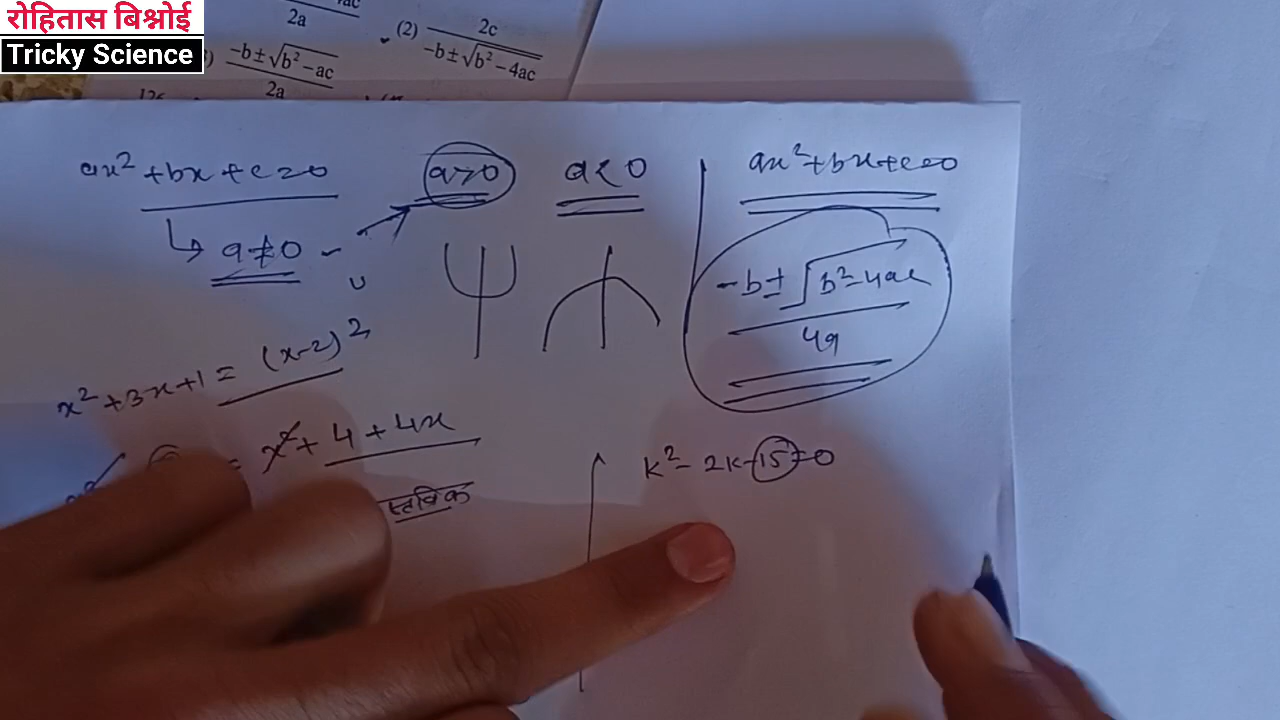 रोहितास बिश्नोई
Tricky Science
2a
(2) 2c
-b±√b²-4ac
-b±√b²-ac
2a
ax²+bx+c=0
a>0
a<0
ax²+bx+c=0
↳ a≠0
-b±√b²-4ac
4a
x²+3x+1=(x-2)²
= x²+4+4x
k²-2k-15=0